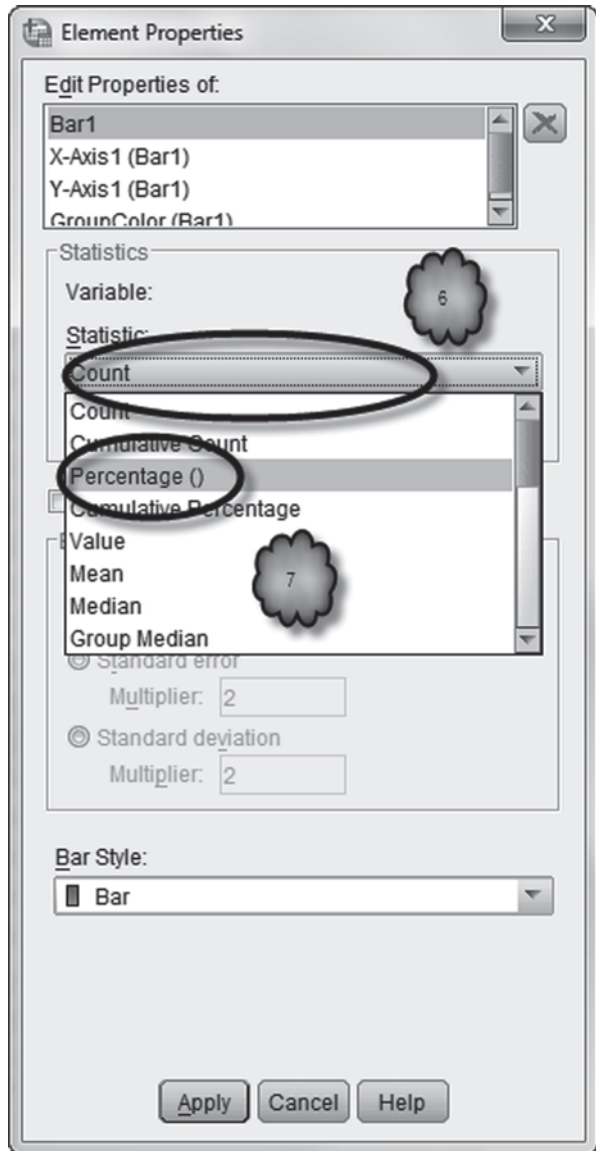 Element Properties
Edit Properties of:
Bar1
X-Axis1 (Bar1)
Y-Axis1 (Bar1)
GroupColor (Bar1)
Statistics
Variable:
6
Statistic:
Count
Count
Cumulative Count
Percentage ()
Cumulative Percentage
Value
Mean
7
Median
Group Median
Standard error
Multiplier: 2
Standard deviation
Multiplier: 2
Bar Style:
Bar
Apply Cancel Help